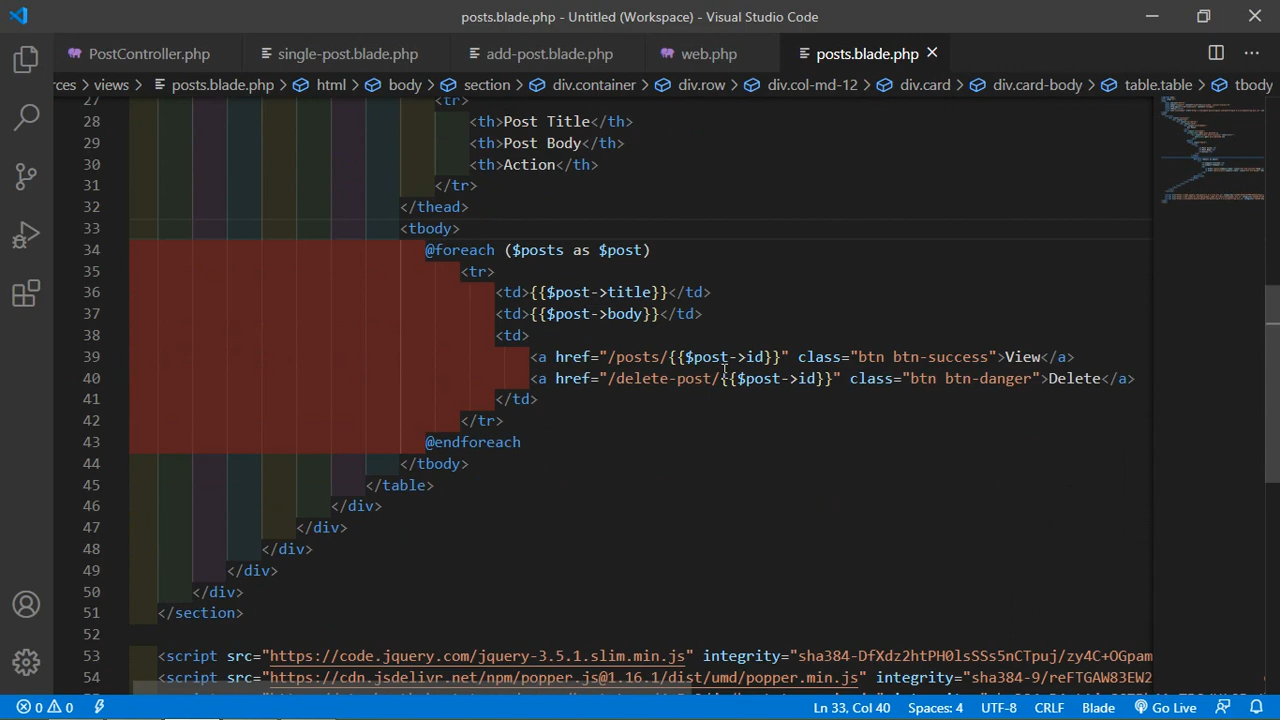 posts.blade.php - Untitled (Workspace) - Visual Studio Code
PostController.php single-post.blade.php add-post.blade.php web.php posts.blade.php
rces > views > posts.blade.php > html > body > section > div.container > div.row > div.col-md-12 > div.card > div.card-body > table.table > tbody
27 <tr>
28 <th>Post Title</th>
29 <th>Post Body</th>
30 <th>Action</th>
31 </tr>
32 </thead>
33 <tbody>
34 @foreach ($posts as $post)
35 <tr>
36 <td>{{$post->title}}</td>
37 <td>{{$post->body}}</td>
38 <td>
39 <a href="/posts/{{$post->id}}" class="btn btn-success">View</a>
40 <a href="/delete-post/{{$post->id}}" class="btn btn-danger">Delete</a>
41 </td>
42 </tr>
43 @endforeach
44 </tbody>
45 </table>
46 </div>
47 </div>
48 </div>
49 </div>
50 </div>
51 </section>
52
53 <script src="https://code.jquery.com/jquery-3.5.1.slim.min.js" integrity="sha384-DfXdz2htPH0lsSSs5nCTpuj/zy4C+OGpam
54 <script src="https://cdn.jsdelivr.net/npm/popper.js@1.16.1/dist/umd/popper.min.js" integrity="sha384-9/reFTGAW83EW2
0 0 Ln 33, Col 40 Spaces: 4 UTF-8 CRLF Blade Go Live